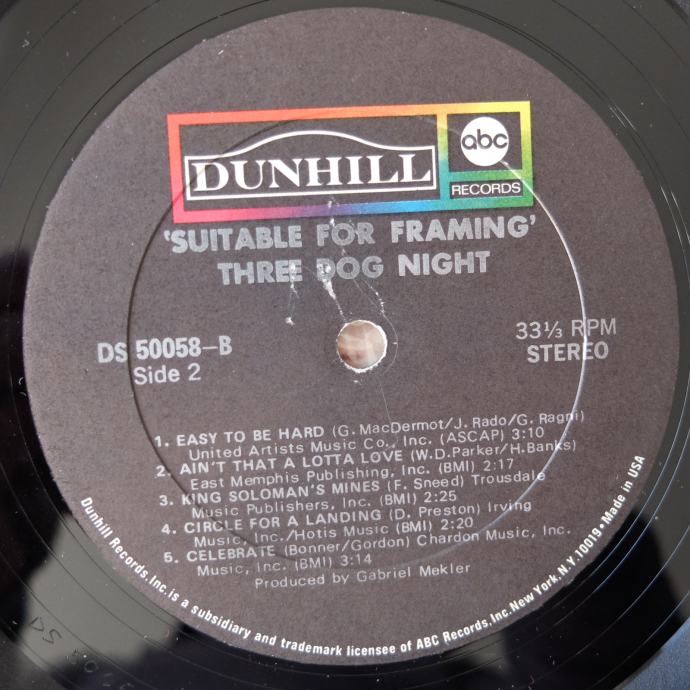 DUNHILL
abc
RECORDS
'SUITABLE FOR FRAMING'
THREE DOG NIGHT
DS 50058-B
Side 2
33⅓ RPM
STEREO
1. EASY TO BE HARD (G. MacDermot/J. Rado/G. Ragni)
United Artists Music Co., Inc. (ASCAP) 3:10
2. AIN'T THAT A LOTTA LOVE (W.D.Parker/H.Banks)
East Memphis Publishing, Inc. (BMI) 2:17
3. KING SOLOMAN'S MINES (F. Sneed) Trousdale
Music Publishers, Inc. (BMI) 2:25
4. CIRCLE FOR A LANDING (D. Preston) Irving
Music, Inc./Hotis Music (BMI) 2:20
5. CELEBRATE (Bonner/Gordon) Chardon Music, Inc.
Music, Inc. (BMI) 3:14
Produced by Gabriel Mekler
Dunhill Records, Inc. is a subsidiary and trademark licensee of ABC Records, Inc. New York, N.Y. 10019 • Made in USA